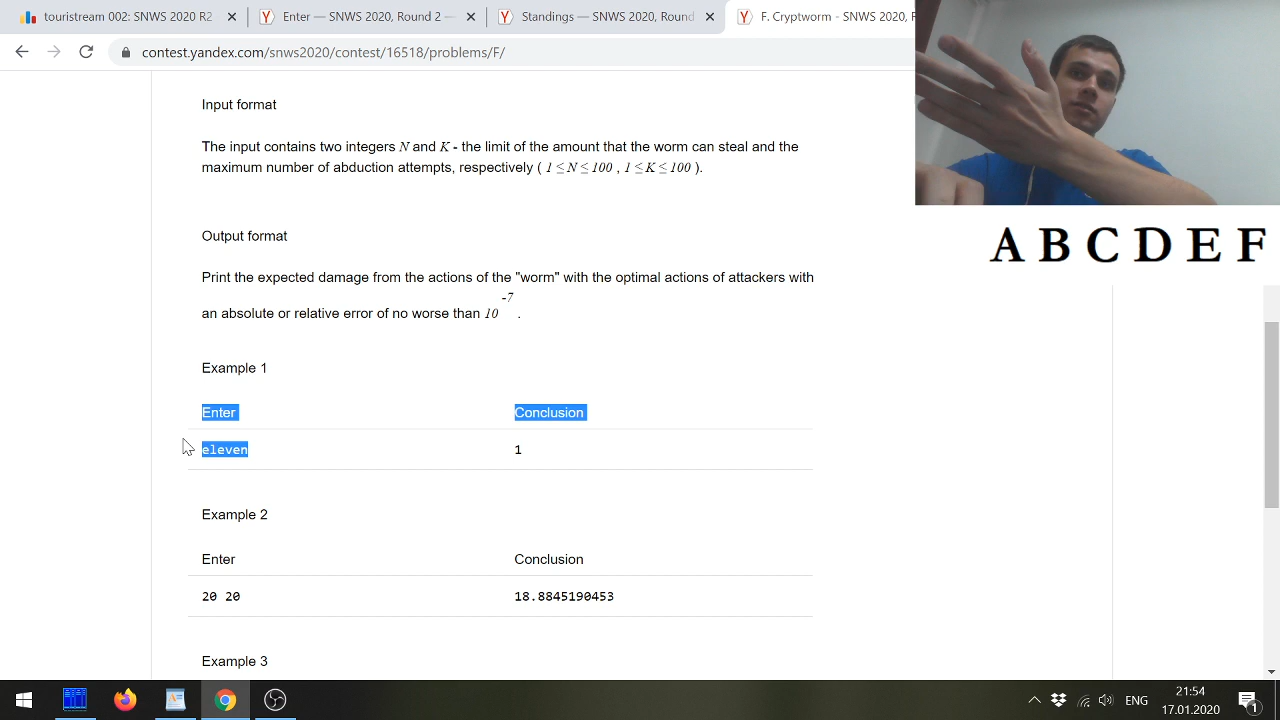 touristream 002: SNWS 2020 R2
Enter — SNWS 2020, Round 2 —
Standings — SNWS 2020, Round
F. Cryptworm - SNWS 2020, F
contest.yandex.com/snws2020/contest/16518/problems/F/
Input format
The input contains two integers N and K - the limit of the amount that the worm can steal and the
maximum number of abduction attempts, respectively ( 1 ≤N ≤100 , 1 ≤K ≤100 ).
Output format
Print the expected damage from the actions of the "worm" with the optimal actions of attackers with
an absolute or relative error of no worse than 10 -7 .
Example 1
Enter Conclusion
eleven 1
Example 2
Enter Conclusion
20 20 18.8845190453
Example 3
A B C D E F
ENG
21:54
17.01.2020
1